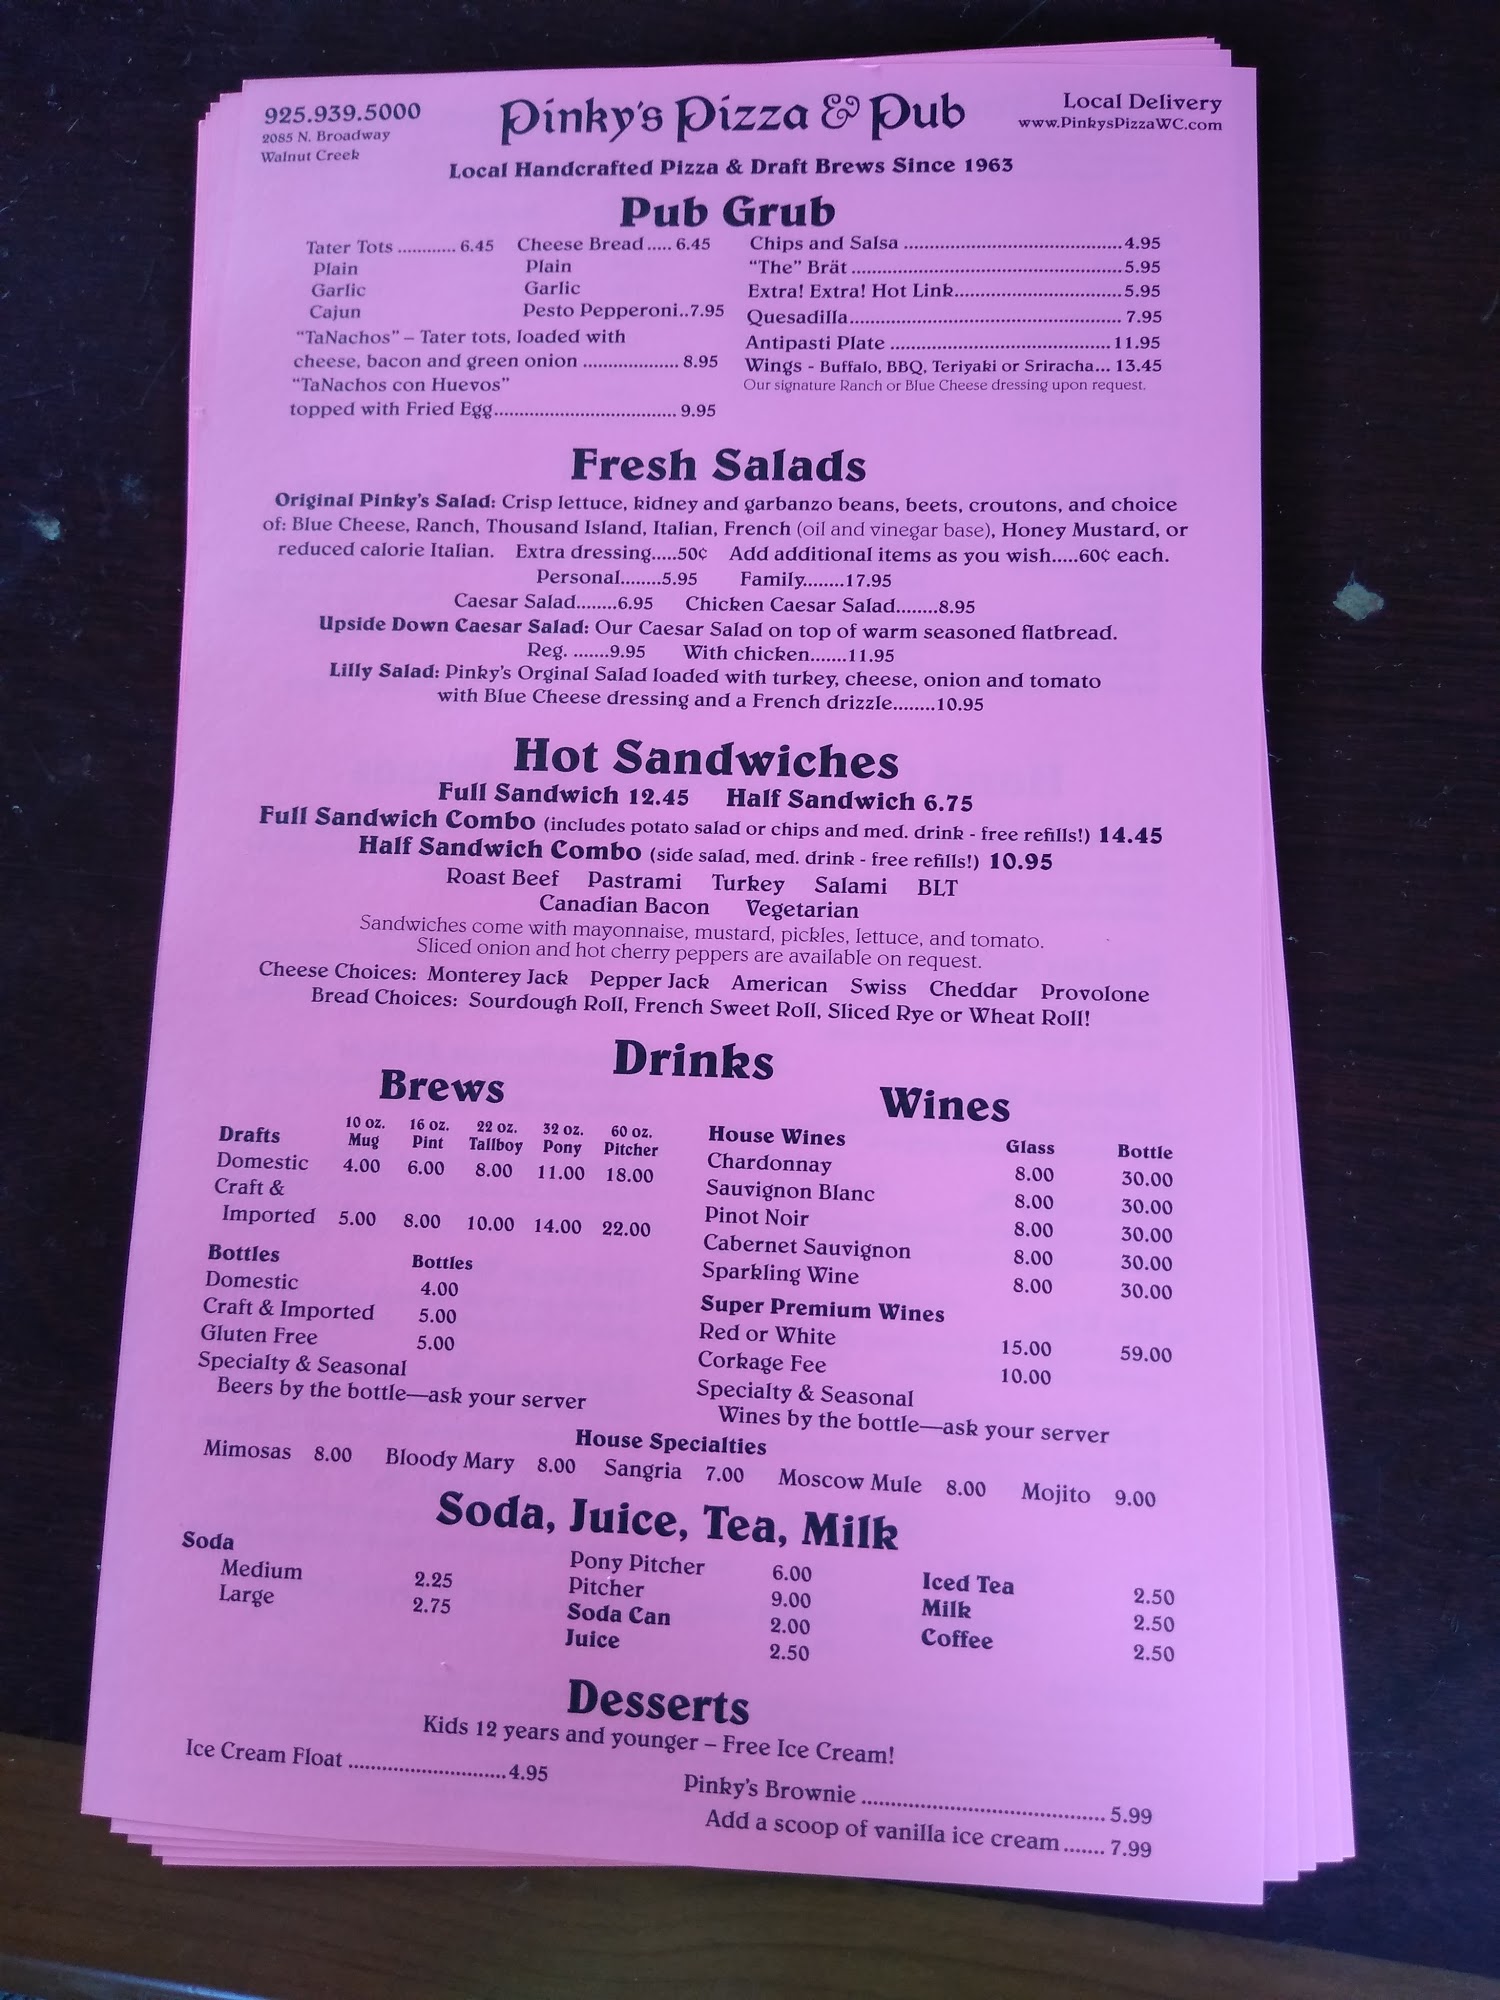 925.939.5000
2085 N. Broadway
Walnut Creek
Pinky's Pizza & Pub
Local Delivery
www.PinkysPizzaWC.com
Local Handcrafted Pizza & Draft Brews Since 1963
Pub Grub
Tater Tots ............ 6.45
Plain
Garlic
Cajun
Cheese Bread ..... 6.45
Plain
Garlic
Pesto Pepperoni..7.95
"TaNachos" – Tater tots, loaded with
cheese, bacon and green onion ................... 8.95
"TaNachos con Huevos"
topped with Fried Egg.................................... 9.95
Chips and Salsa ...........................................4.95
"The" Brät .....................................................5.95
Extra! Extra! Hot Link.................................5.95
Quesadilla..................................................... 7.95
Antipasti Plate ...........................................11.95
Wings - Buffalo, BBQ, Teriyaki or Sriracha... 13.45
Our signature Ranch or Blue Cheese dressing upon request.
Fresh Salads
Original Pinky's Salad: Crisp lettuce, kidney and garbanzo beans, beets, croutons, and choice
of: Blue Cheese, Ranch, Thousand Island, Italian, French (oil and vinegar base), Honey Mustard, or
reduced calorie Italian. Extra dressing.....50¢ Add additional items as you wish.....60¢ each.
Personal........5.95 Family........17.95
Caesar Salad........6.95 Chicken Caesar Salad........8.95
Upside Down Caesar Salad: Our Caesar Salad on top of warm seasoned flatbread.
Reg. .......9.95 With chicken.......11.95
Lilly Salad: Pinky's Orginal Salad loaded with turkey, cheese, onion and tomato
with Blue Cheese dressing and a French drizzle........10.95
Hot Sandwiches
Full Sandwich 12.45 Half Sandwich 6.75
Full Sandwich Combo (includes potato salad or chips and med. drink - free refills!) 14.45
Half Sandwich Combo (side salad, med. drink - free refills!) 10.95
Roast Beef Pastrami Turkey Salami BLT
Canadian Bacon Vegetarian
Sandwiches come with mayonnaise, mustard, pickles, lettuce, and tomato.
Sliced onion and hot cherry peppers are available on request.
Cheese Choices: Monterey Jack Pepper Jack American Swiss Cheddar Provolone
Bread Choices: Sourdough Roll, French Sweet Roll, Sliced Rye or Wheat Roll!
Drinks
Brews
10 oz. 16 oz. 22 oz. 32 oz. 60 oz.
Drafts Mug Pint Tallboy Pony Pitcher
Domestic 4.00 6.00 8.00 11.00 18.00
Craft &
Imported 5.00 8.00 10.00 14.00 22.00
Bottles Bottles
Domestic 4.00
Craft & Imported 5.00
Gluten Free 5.00
Specialty & Seasonal
Beers by the bottle—ask your server
Wines
House Wines Glass Bottle
Chardonnay 8.00 30.00
Sauvignon Blanc 8.00 30.00
Pinot Noir 8.00 30.00
Cabernet Sauvignon 8.00 30.00
Sparkling Wine 8.00 30.00
Super Premium Wines
Red or White 15.00 59.00
Corkage Fee 10.00
Specialty & Seasonal
Wines by the bottle—ask your server
House Specialties
Mimosas 8.00 Bloody Mary 8.00 Sangria 7.00 Moscow Mule 8.00 Mojito 9.00
Soda, Juice, Tea, Milk
Soda
Medium 2.25
Large 2.75
Pony Pitcher 6.00
Pitcher 9.00
Soda Can 2.00
Juice 2.50
Iced Tea 2.50
Milk 2.50
Coffee 2.50
Desserts
Kids 12 years and younger – Free Ice Cream!
Ice Cream Float ............................4.95
Pinky's Brownie ........................................... 5.99
Add a scoop of vanilla ice cream ....... 7.99